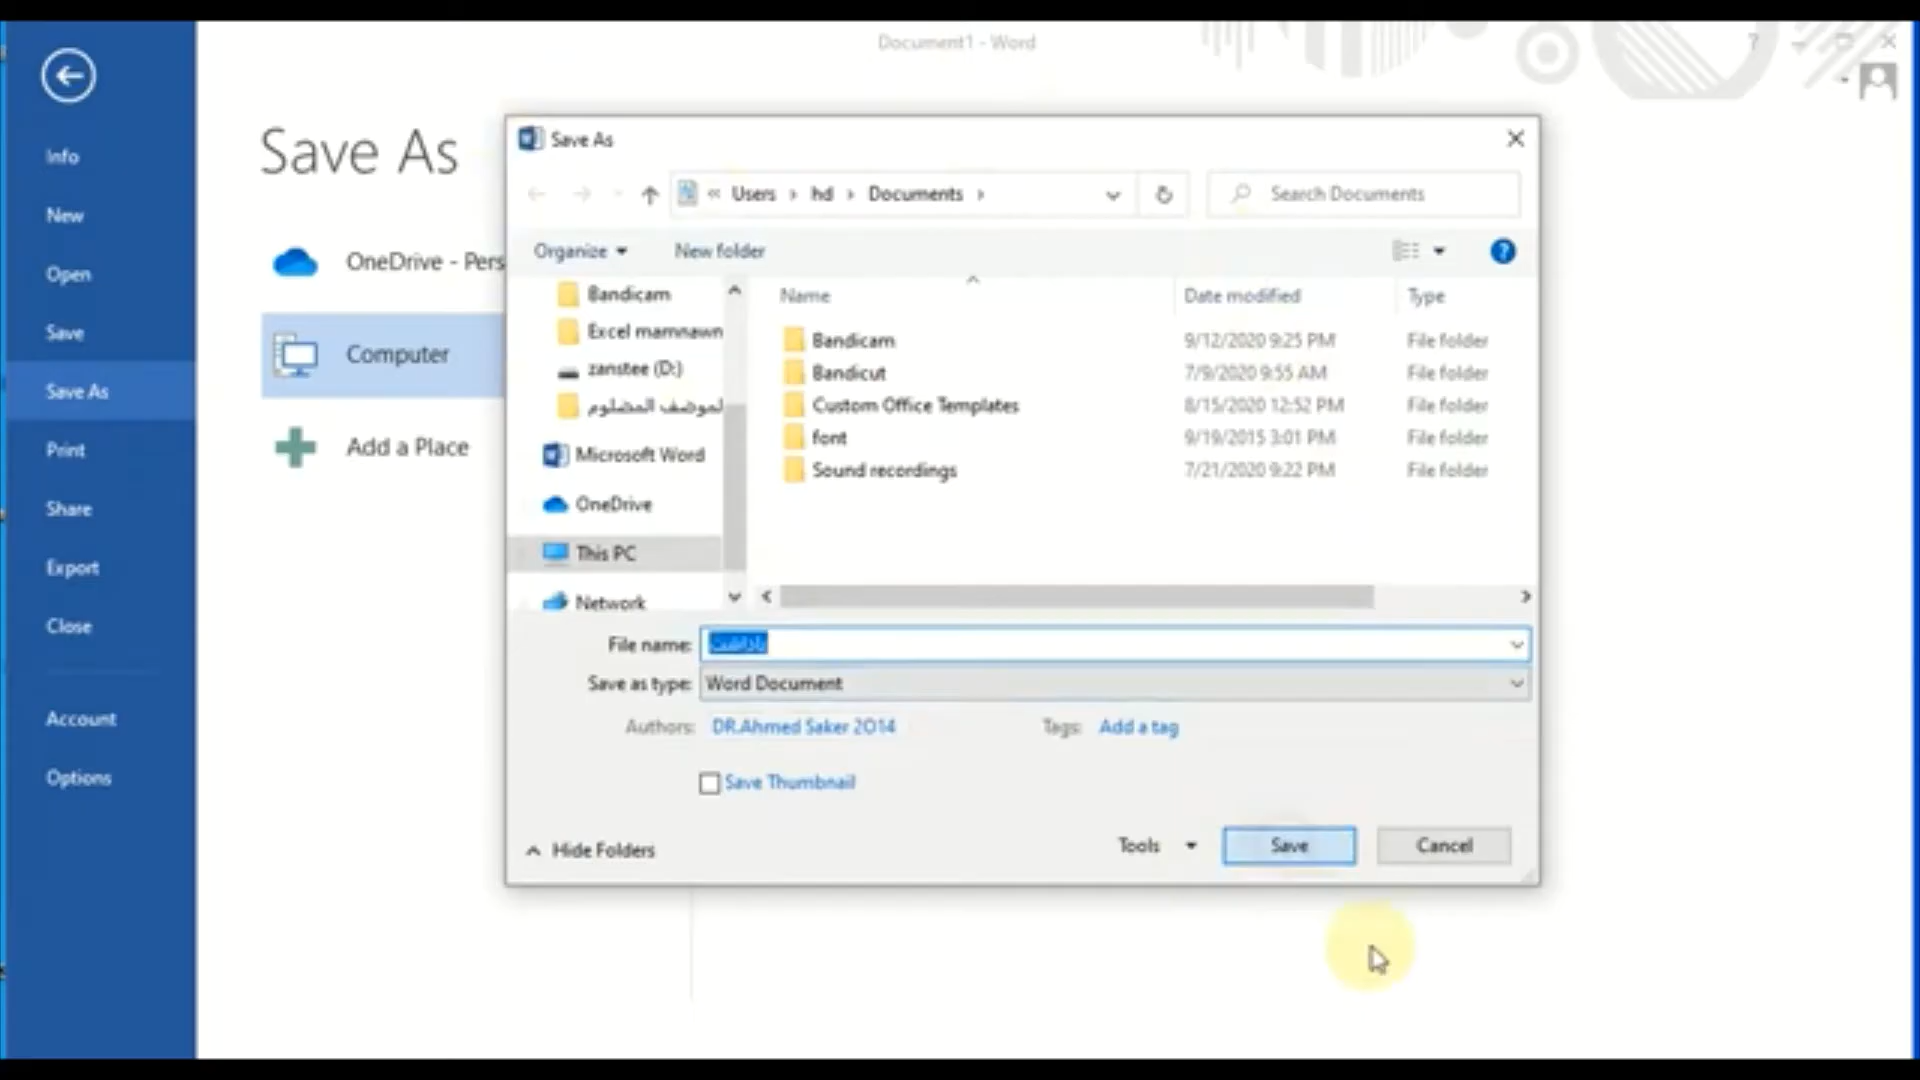 Document1 - Word
?
Info
New
Open
Save
Save As
Print
Share
Export
Close
Account
Options
Save As
OneDrive - Pers
Computer
Add a Place
Save As
« Users › hd › Documents ›
Search Documents
Organize
New folder
Bandicam
Excel mamnawn
zanstee (D:)
لموضف المضلوم
Microsoft Word
OneDrive
This PC
Network
Name Date modified Type
Bandicam 9/12/2020 9:25 PM File folder
Bandicut 7/9/2020 9:55 AM File folder
Custom Office Templates 8/15/2020 12:52 PM File folder
font 9/19/2015 3:01 PM File folder
Sound recordings 7/21/2020 9:22 PM File folder
File name:
Save as type: Word Document
Authors: DR.Ahmed Saker 2O14
Tags: Add a tag
Save Thumbnail
Hide Folders
Tools
Save
Cancel